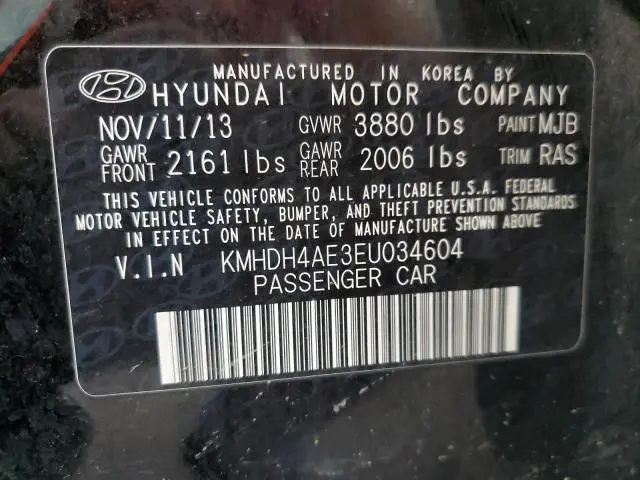 MANUFACTURED IN KOREA BY
HYUNDAI MOTOR COMPANY
NOV/11/13 GVWR 3880 lbs PAINT MJB
GAWR FRONT 2161 lbs GAWR REAR 2006 lbs TRIM RAS
THIS VEHICLE CONFORMS TO ALL APPLICABLE U.S.A. FEDERAL
MOTOR VEHICLE SAFETY, BUMPER, AND THEFT PREVENTION STANDARDS
IN EFFECT ON THE DATE OF MANUFACTURE SHOWN ABOVE.
V.I.N KMHDH4AE3EU034604
PASSENGER CAR